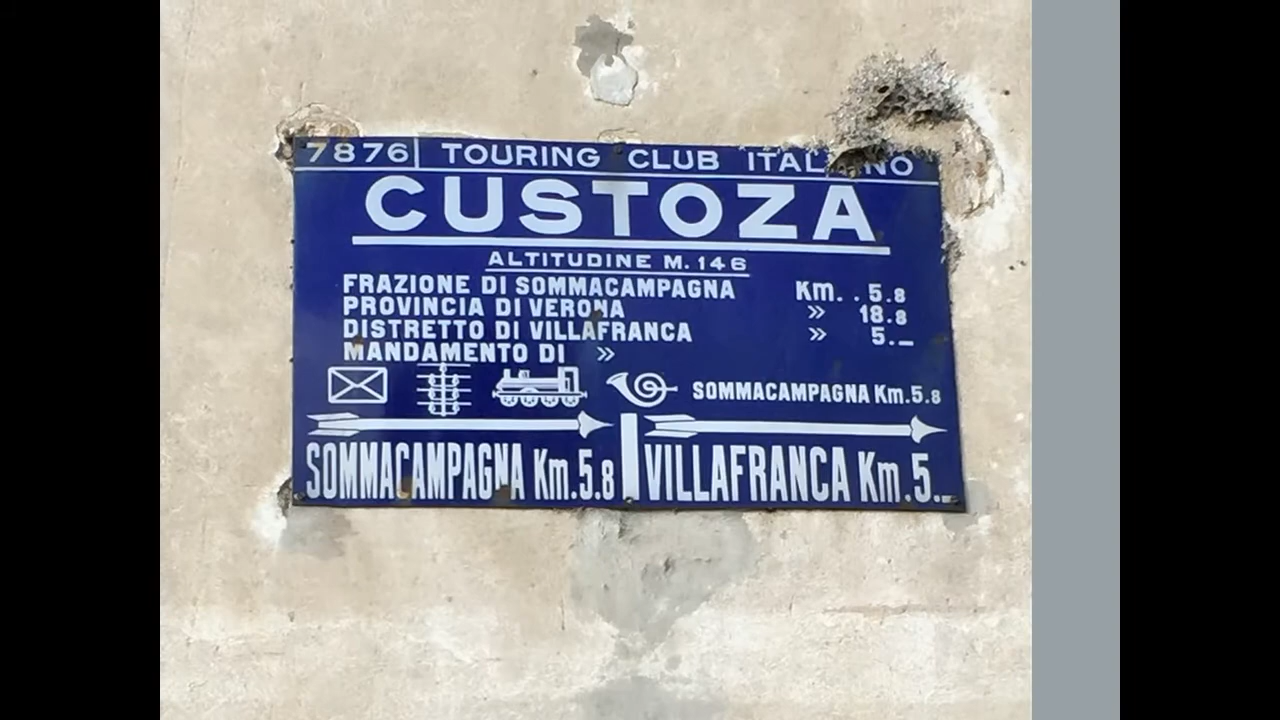 7876 TOURING CLUB ITALIANO
CUSTOZA
ALTITUDINE M. 146
FRAZIONE DI SOMMACAMPAGNA Km. . 5.8
PROVINCIA DI VERONA » 18.8
DISTRETTO DI VILLAFRANCA » 5._
MANDAMENTO DI »
SOMMACAMPAGNA Km. 5.8
SOMMACAMPAGNA Km. 5.8
VILLAFRANCA Km. 5._